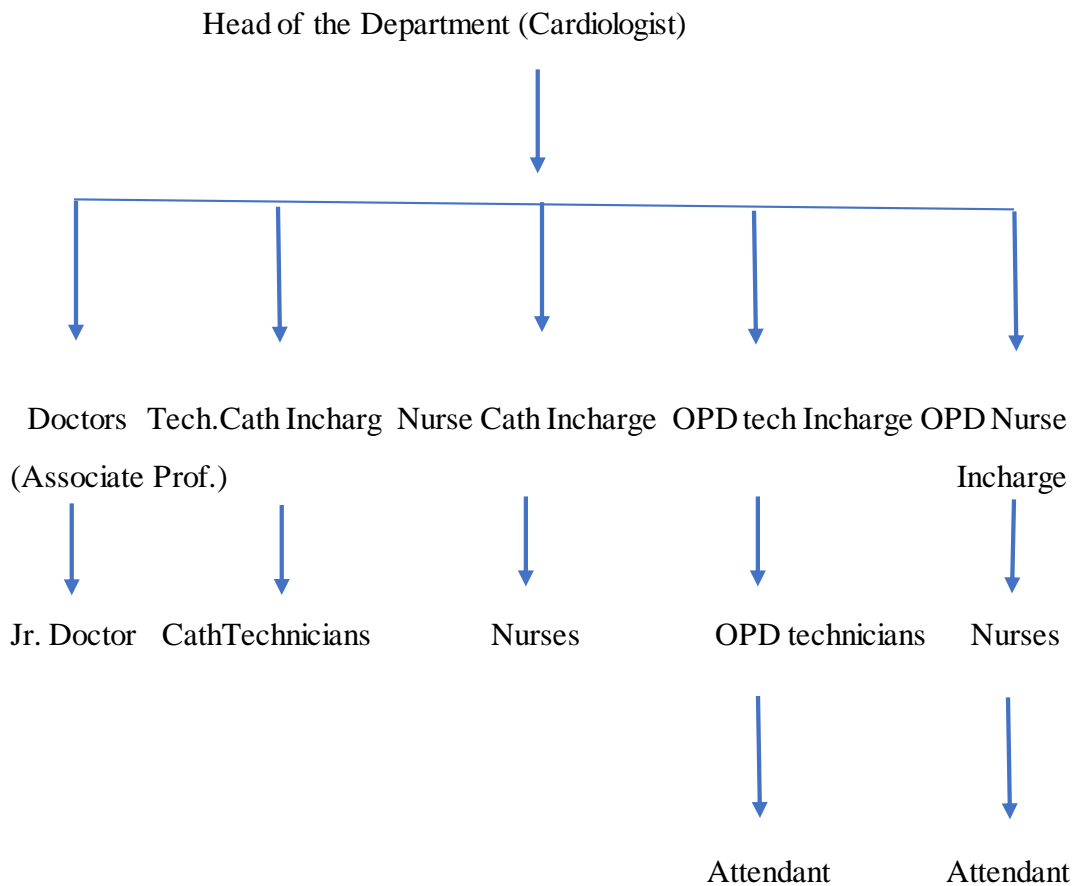 Head of the Department (Cardiologist)
Doctors Tech.Cath Incharg Nurse Cath Incharge OPD tech Incharge OPD Nurse
(Associate Prof.) Incharge
Jr. Doctor CathTechnicians Nurses OPD technicians Nurses
Attendant Attendant